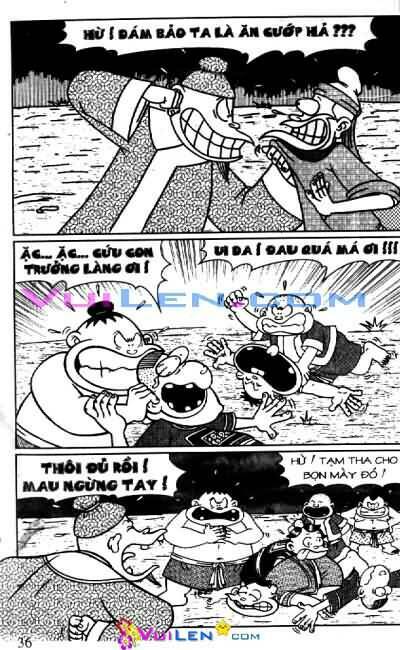 HỪ ! ĐÁM BẢO TA LÀ ĂN CƯỚP HẢ ???
ẶC... ẶC... CỨU CON
TRƯỞNG LÀNG ƠI !
UI DA ! ĐAU QUÁ MÁ ƠI !!!
VUILEN.COM
THÔI ĐỦ RỒI !
MAU NGỪNG TAY !
HỪ ! TẠM THA CHO
BỌN MÀY ĐÓ !
36
VUILEN.COM